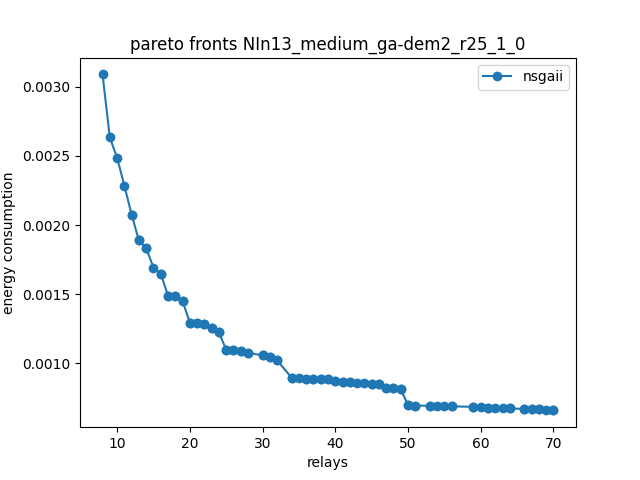 pareto fronts NIn13_medium_ga-dem2_r25_1_0
nsgaii
0.0030
0.0025
0.0020
0.0015
0.0010
energy consumption
10 20 30 40 50 60 70
relays